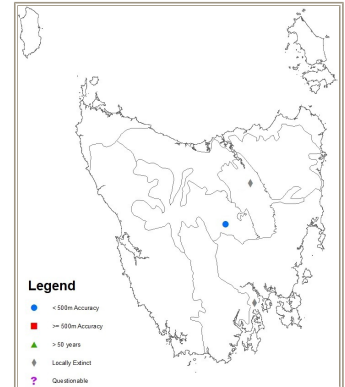 Legend
< 500m Accuracy
>= 500m Accuracy
> 50 years
Locally Extinct
? Questionable